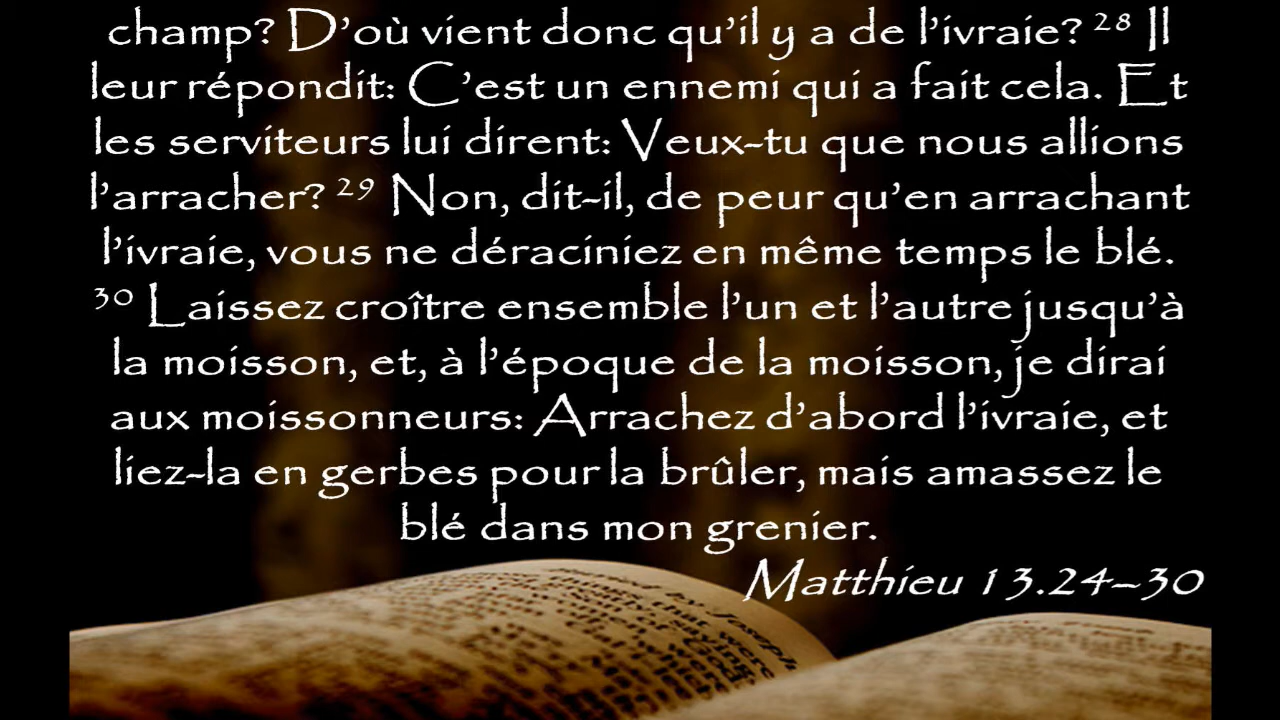 champ? D’où vient donc qu’il y a de l’ivraie? ²⁸ Il
leur répondit: C’est un ennemi qui a fait cela. Et
les serviteurs lui dirent: Veux-tu que nous allions
l’arracher? ²⁹ Non, dit-il, de peur qu’en arrachant
l’ivraie, vous ne déraciniez en même temps le blé.
³⁰ Laissez croître ensemble l’un et l’autre jusqu’à
la moisson, et, à l’époque de la moisson, je dirai
aux moissonneurs: Arrachez d’abord l’ivraie, et
liez-la en gerbes pour la brûler, mais amassez le
blé dans mon grenier.
Matthieu 13.24–30
Joseph
that were